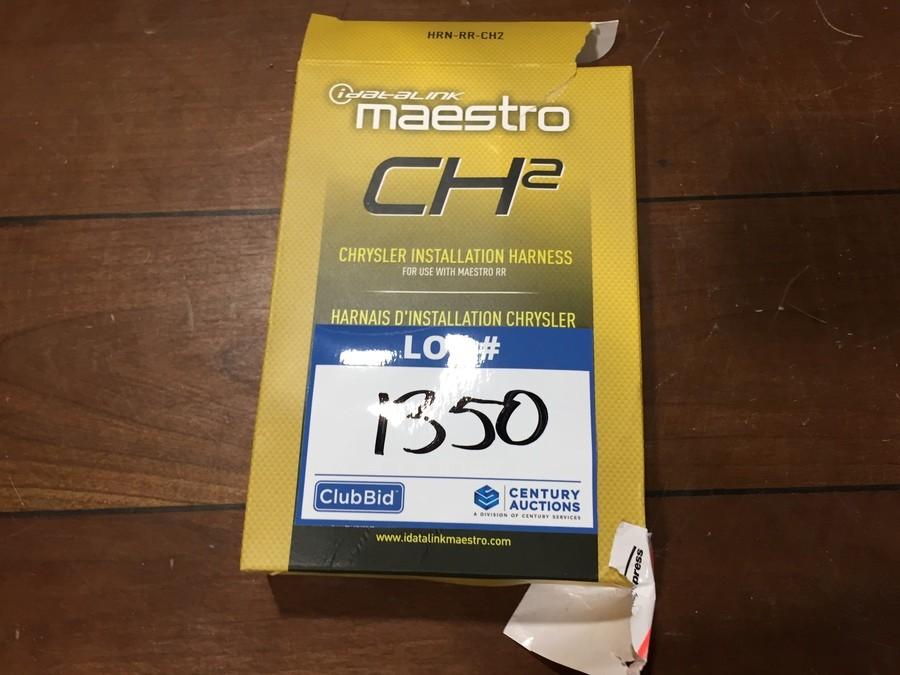 HRN-RR-CH2
idatalink
maestro
CH2
CHRYSLER INSTALLATION HARNESS
FOR USE WITH MAESTRO RR
HARNAIS D'INSTALLATION CHRYSLER
LOT #
1350
ClubBid
CENTURY
AUCTIONS
A DIVISION OF CENTURY SERVICES
www.idatalinkmaestro.com
press